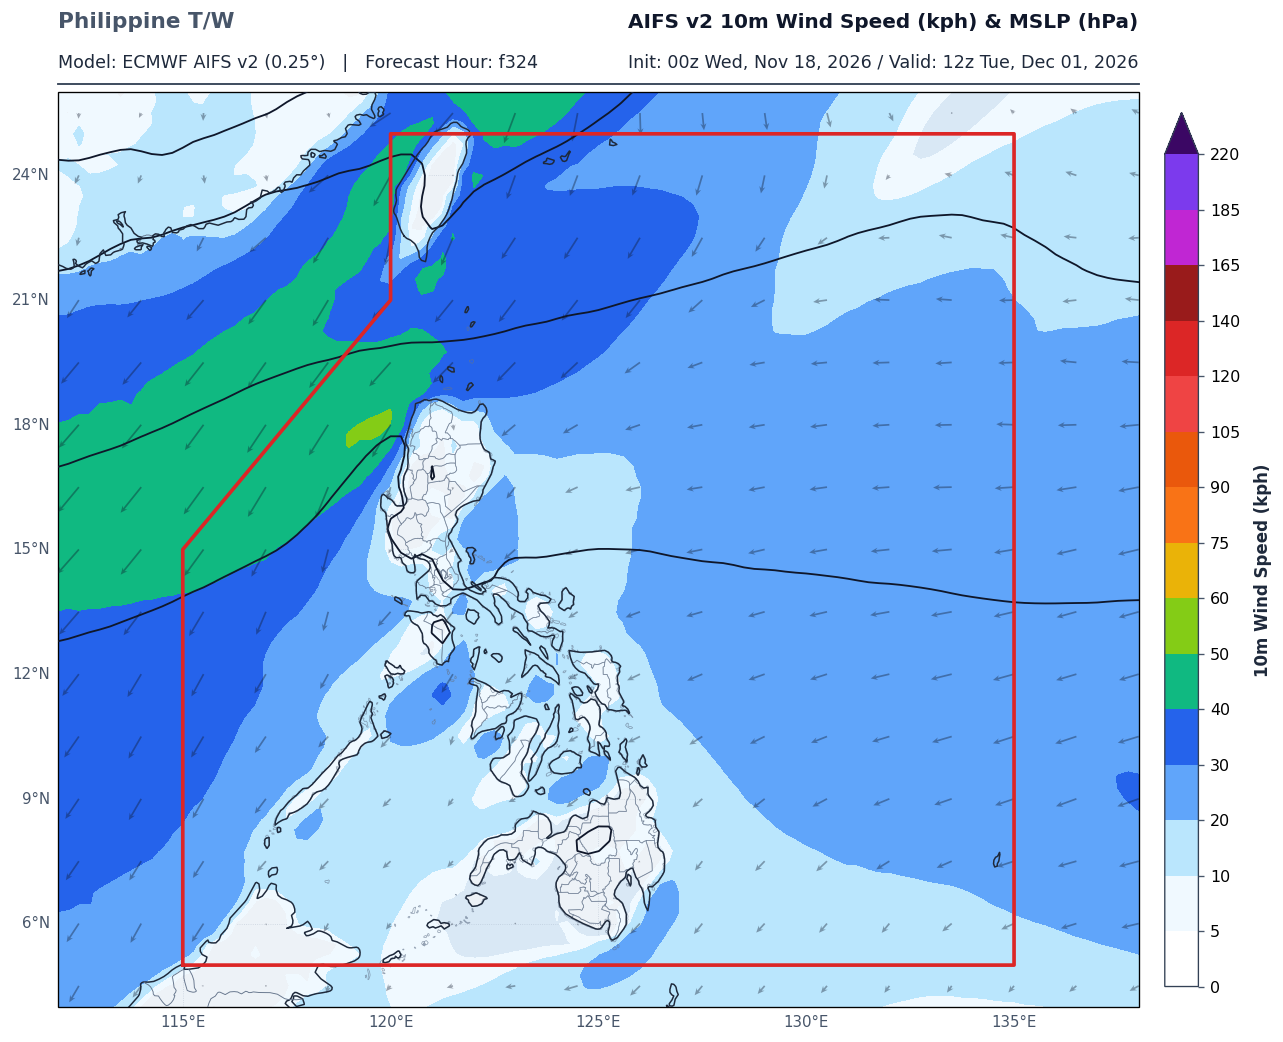 Philippine T/W
AIFS v2 10m Wind Speed (kph) & MSLP (hPa)
Model: ECMWF AIFS v2 (0.25°) | Forecast Hour: f324
Init: 00z Wed, Nov 18, 2026 / Valid: 12z Tue, Dec 01, 2026
24°N
21°N
18°N
15°N
12°N
9°N
6°N
115°E
120°E
125°E
130°E
135°E
220
185
165
140
120
105
90
75
60
50
40
30
20
10
5
0
10m Wind Speed (kph)